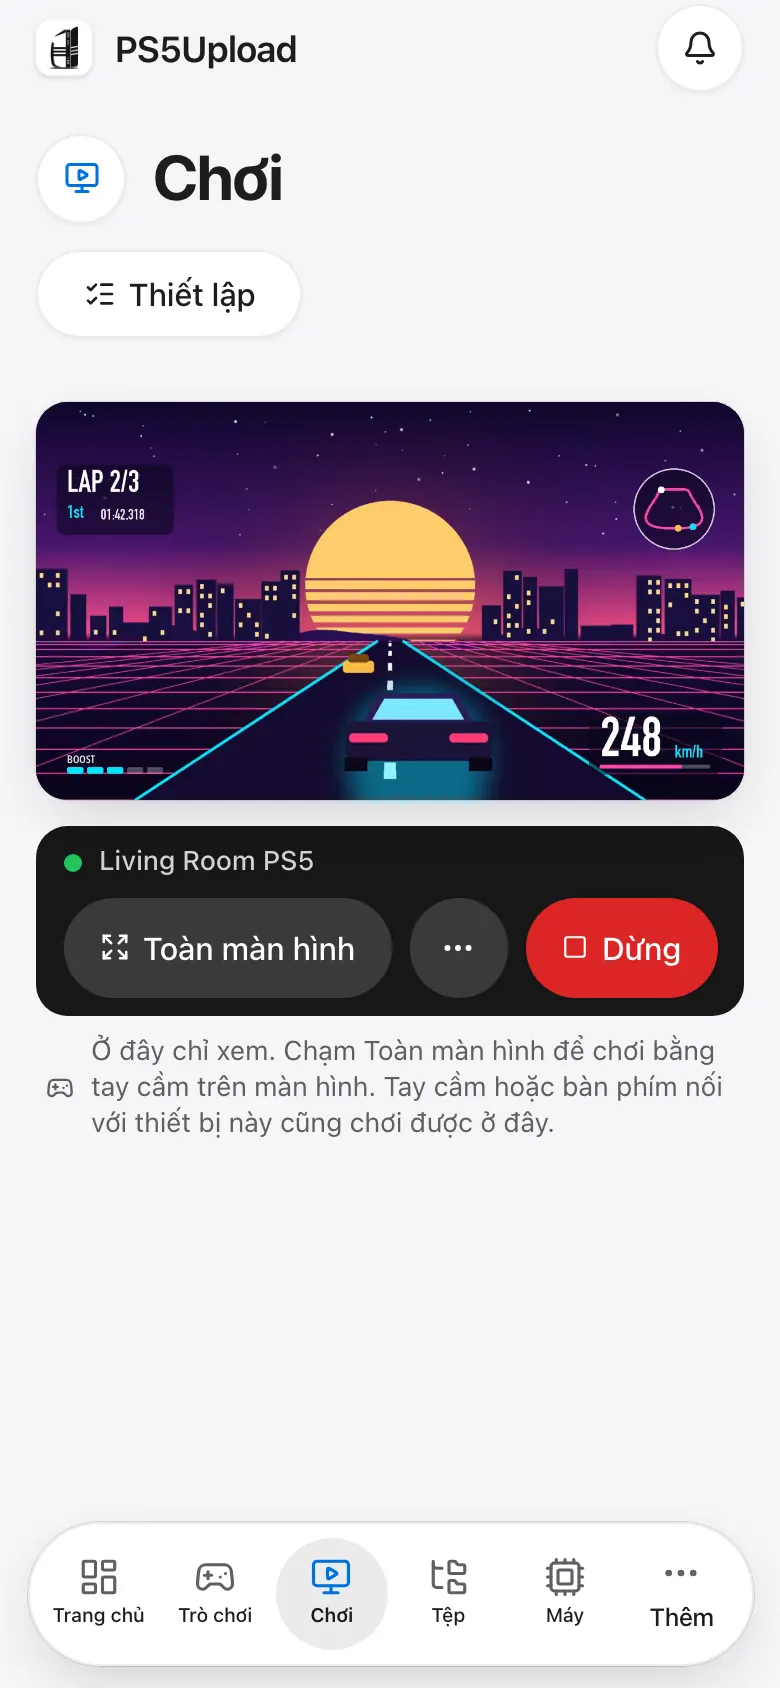 PS5Upload
Chơi
Thiết lập
LAP 2/3
1st 01:42.318
248 km/h
BOOST
Living Room PS5
Toàn màn hình
Dừng
Ở đây chỉ xem. Chạm Toàn màn hình để chơi bằng
tay cầm trên màn hình. Tay cầm hoặc bàn phím nối
với thiết bị này cũng chơi được ở đây.
Trang chủ
Trò chơi
Chơi
Tệp
Máy
Thêm